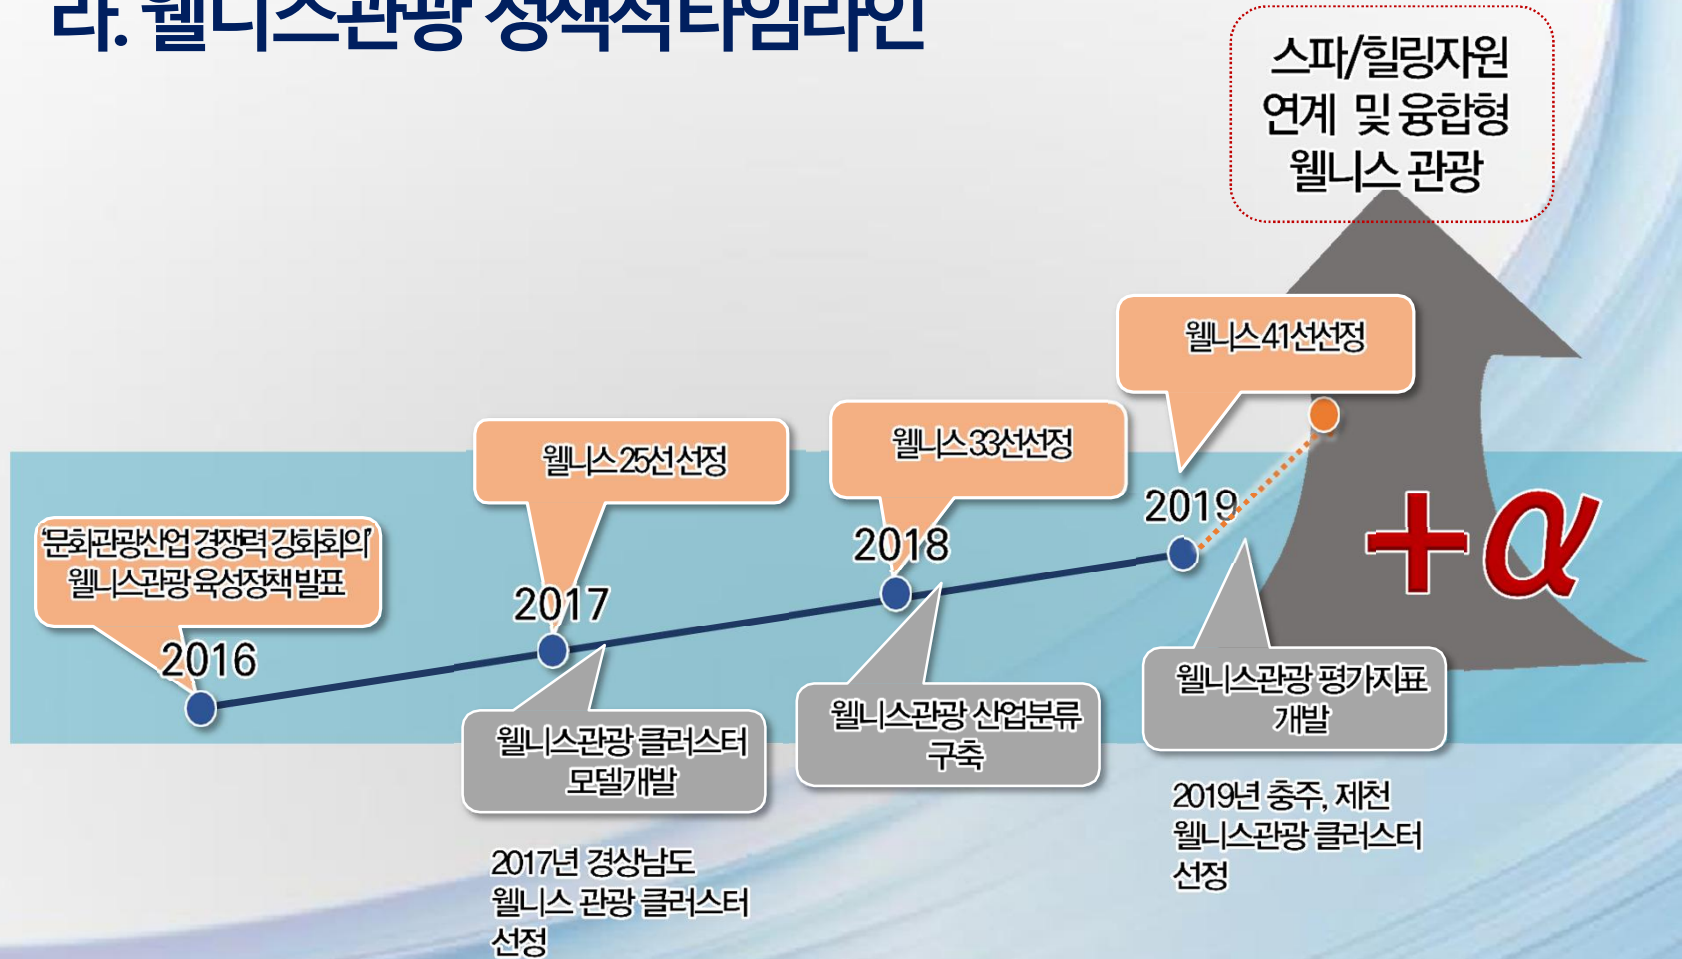 라. 웰니스관광 정책적타임라인
스파/힐링자원
연계 및 융합형
웰니스 관광
웰니스 41선선정
웰니스 33선선정
웰니스 25선 선정
'문화관광산업 경쟁력 강화회의'
웰니스관광 육성정책 발표
2016
2017
2018
2019
+α
웰니스관광 클러스터
모델개발
웰니스관광 산업분류
구축
웰니스관광 평가지표
개발
2017년 경상남도
웰니스 관광 클러스터
선정
2019년 충주, 제천
웰니스관광 클러스터
선정